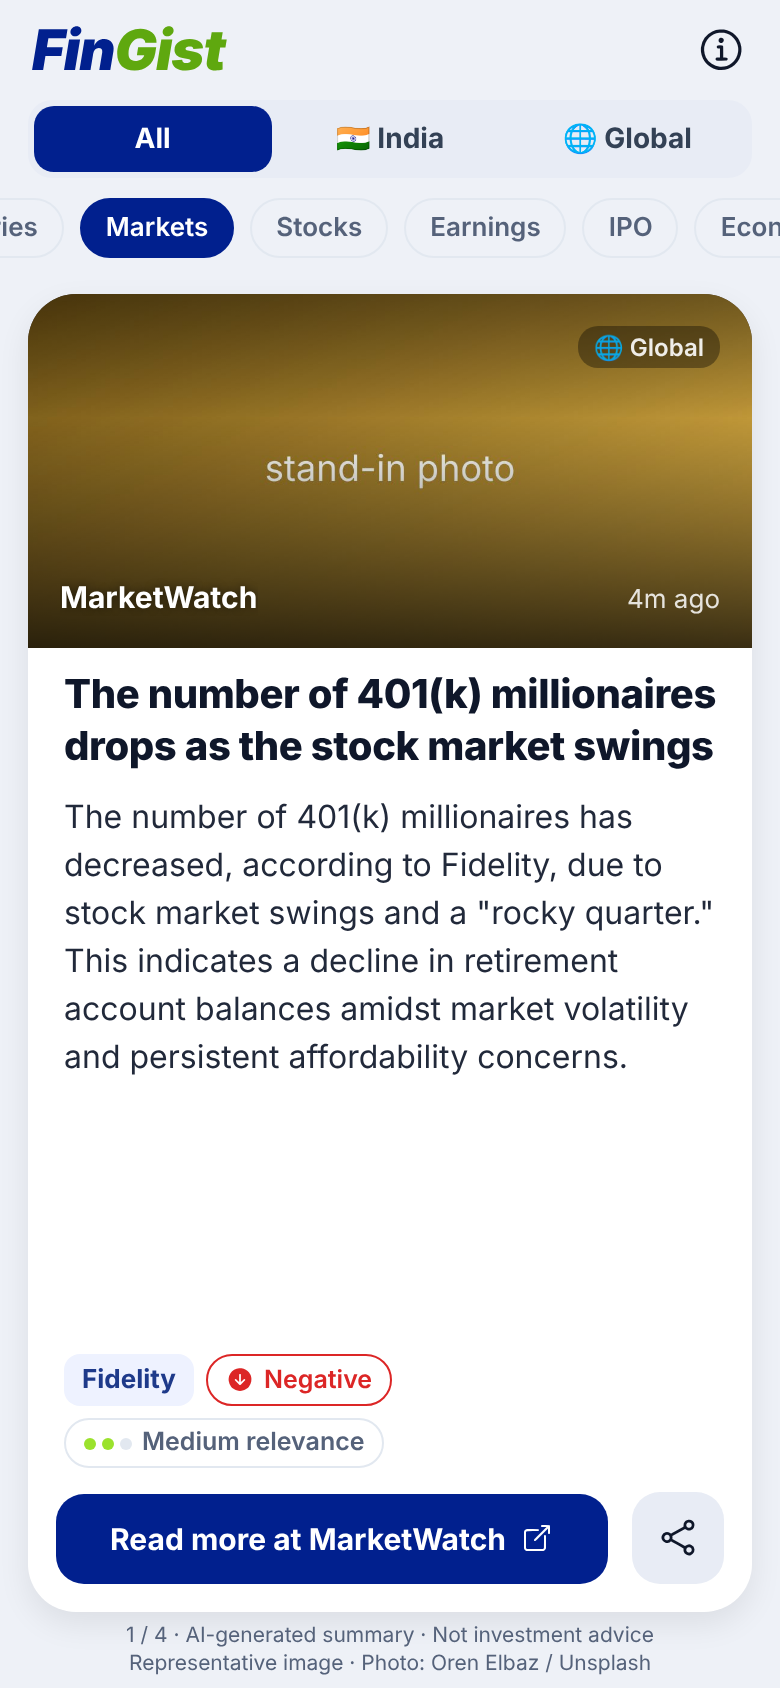 FinGist
All
India
Global
ies
Markets
Stocks
Earnings
IPO
Econ
Global
stand-in photo
MarketWatch
4m ago
The number of 401(k) millionaires
drops as the stock market swings
The number of 401(k) millionaires has
decreased, according to Fidelity, due to
stock market swings and a "rocky quarter."
This indicates a decline in retirement
account balances amidst market volatility
and persistent affordability concerns.
Fidelity
Negative
Medium relevance
Read more at MarketWatch
1 / 4 · AI-generated summary · Not investment advice
Representative image · Photo: Oren Elbaz / Unsplash